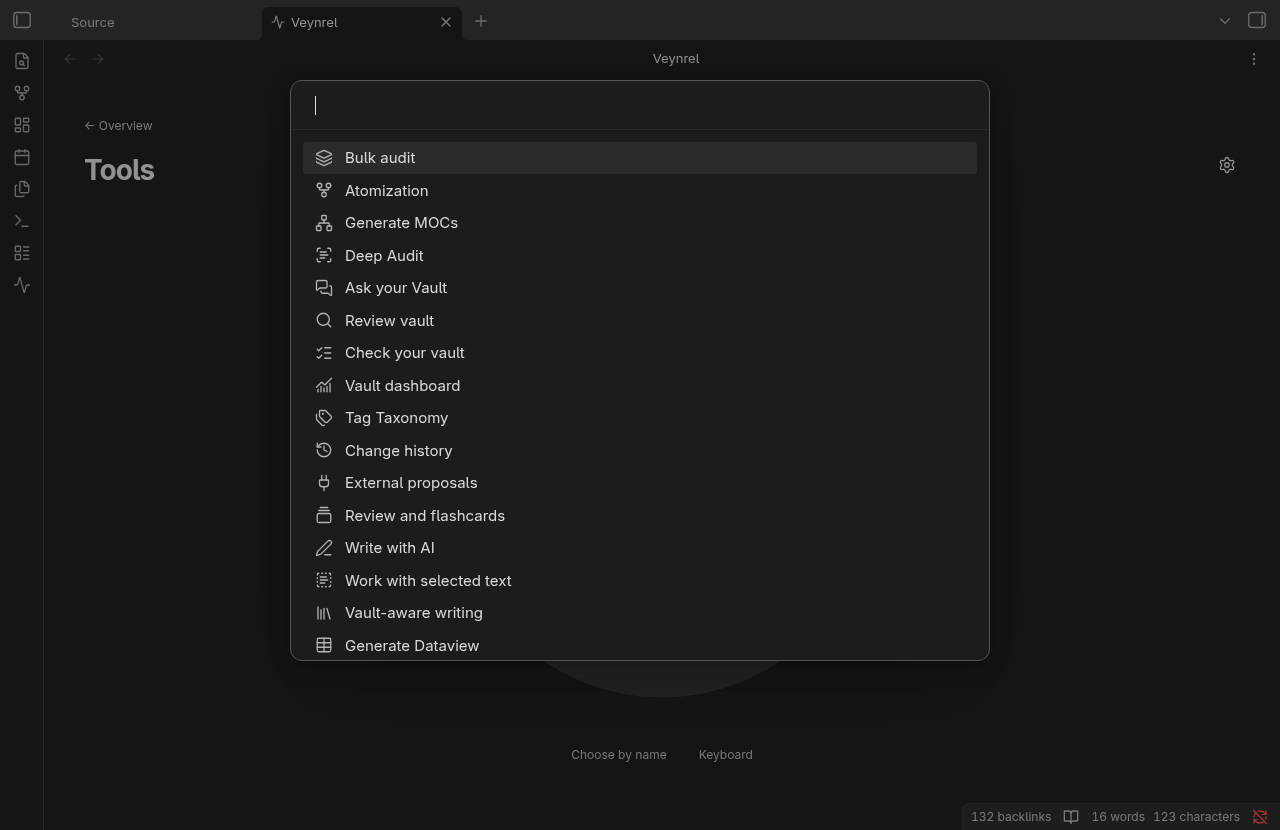 Source
Veynrel
Veynrel
← Overview
Tools
Bulk audit
Atomization
Generate MOCs
Deep Audit
Ask your Vault
Review vault
Check your vault
Vault dashboard
Tag Taxonomy
Change history
External proposals
Review and flashcards
Write with AI
Work with selected text
Vault-aware writing
Generate Dataview
Choose by name Keyboard
132 backlinks 16 words 123 characters